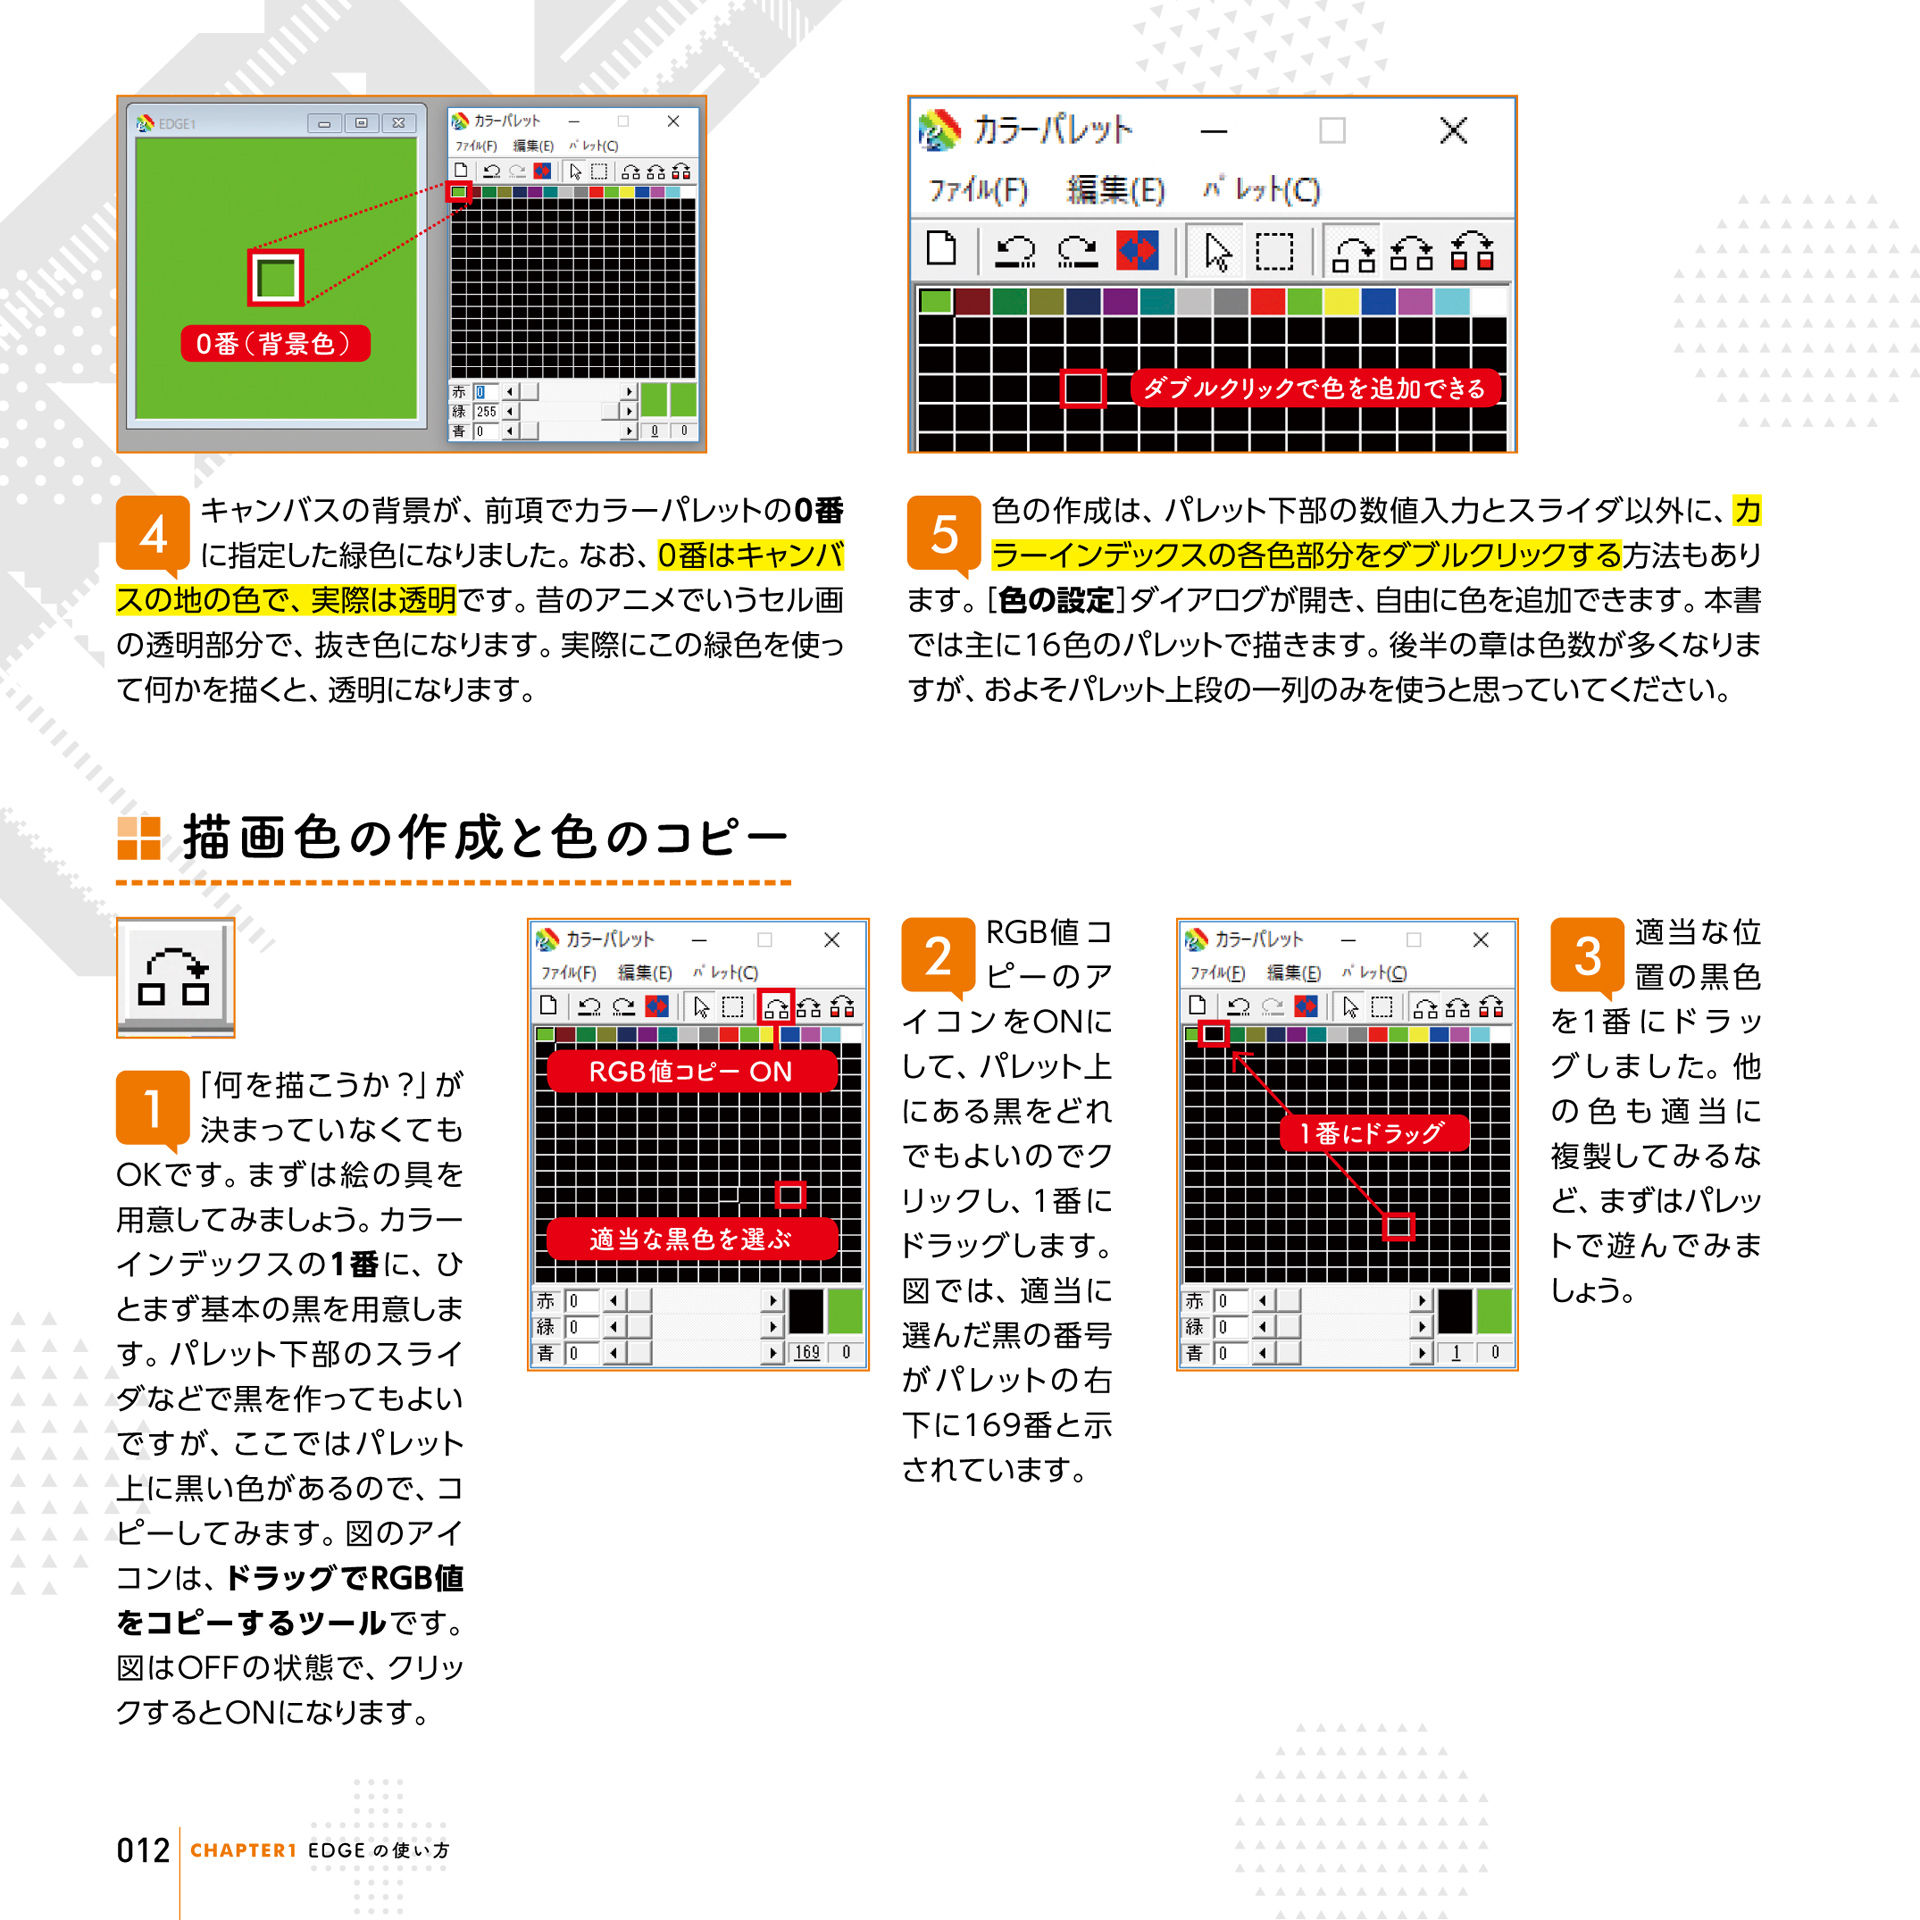 EDGE1
0番(背景色)
カラーパレット
ファイル(F) 編集(E) パレット(C)
赤 0
緑 255
青 0
0 0
カラーパレット
ファイル(F) 編集(E) パレット(C)
ダブルクリックで色を追加できる
4
キャンバスの背景が、前項でカラーパレットの0番
に指定した緑色になりました。なお、0番はキャンバ
スの地の色で、実際は透明です。昔のアニメでいうセル画
の透明部分で、抜き色になります。実際にこの緑色を使っ
て何かを描くと、透明になります。
5
色の作成は、パレット下部の数値入力とスライダ以外に、カ
ラーインデックスの各色部分をダブルクリックする方法もあり
ます。[色の設定]ダイアログが開き、自由に色を追加できます。本書
では主に16色のパレットで描きます。後半の章は色数が多くなりま
すが、およそパレット上段の一列のみを使うと思っていてください。
描画色の作成と色のコピー
1
「何を描こうか?」が
決まっていなくても
OKです。まずは絵の具を
用意してみましょう。カラー
インデックスの1番に、ひ
とまず基本の黒を用意しま
す。パレット下部のスライ
ダなどで黒を作ってもよい
ですが、ここではパレット
上に黒い色があるので、コ
ピーしてみます。図のアイ
コンは、ドラッグでRGB値
をコピーするツールです。
図はOFFの状態で、クリッ
クするとONになります。
カラーパレット
ファイル(F) 編集(E) パレット(C)
RGB値コピー ON
適当な黒色を選ぶ
赤 0
緑 0
青 0
169 0
2
RGB値コ
ピーのア
イコンをONに
して、パレット上
にある黒をどれ
でもよいのでク
リックし、1番に
ドラッグします。
図では、適当に
選んだ黒の番号
がパレットの右
下に169番と示
されています。
カラーパレット
ファイル(F) 編集(E) パレット(C)
1番にドラッグ
赤 0
緑 0
青 0
1 0
3
適当な位
置の黒色
を1番にドラッ
グしました。他
の色も適当に
複製してみるな
ど、まずはパレッ
トで遊んでみま
しょう。
012 CHAPTER1 EDGEの使い方